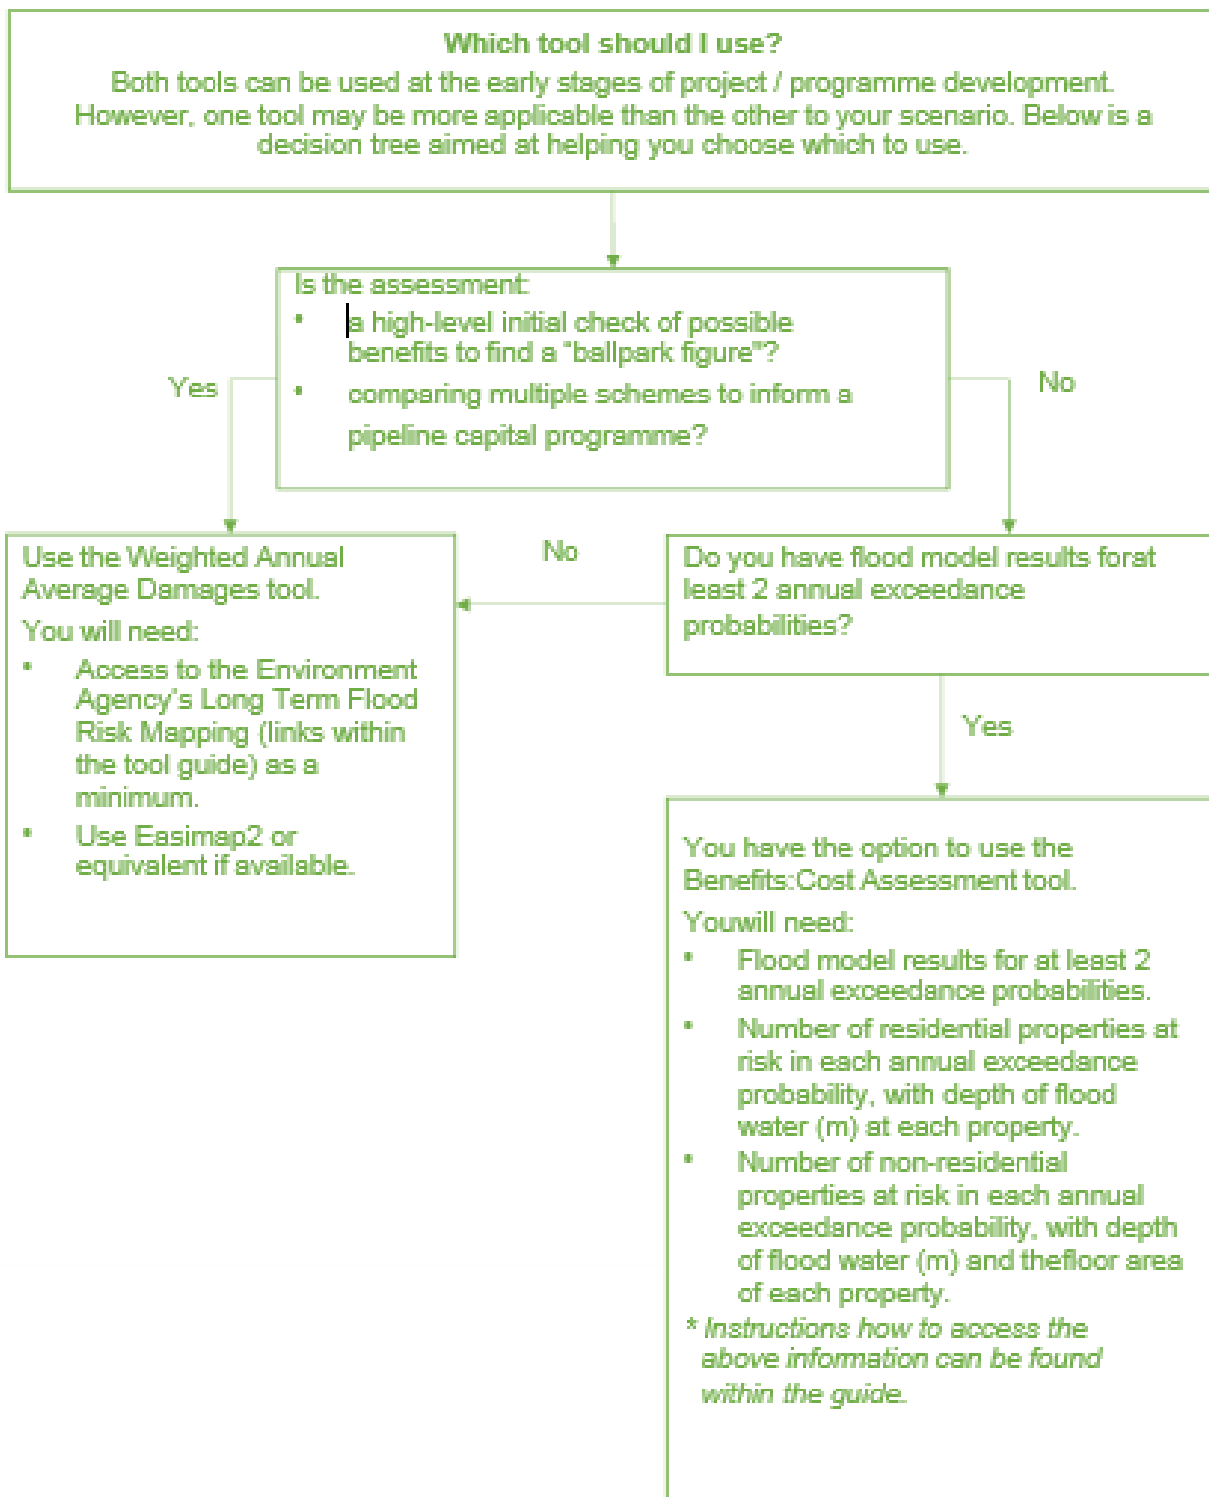 Which tool should I use?
Both tools can be used at the early stages of project / programme development.
However, one tool may be more applicable than the other to your scenario. Below is a
decision tree aimed at helping you choose which to use.
Is the assessment:
• a high-level initial check of possible
benefits to find a "ballpark figure"?
• comparing multiple schemes to inform a
pipeline capital programme?
Yes
No
Use the Weighted Annual
Average Damages tool.
You will need:
• Access to the Environment
Agency's Long Term Flood
Risk Mapping (links within
the tool guide) as a
minimum.
• Use Easimap2 or
equivalent if available.
No
Do you have flood model results forat
least 2 annual exceedance
probabilities?
Yes
You have the option to use the
Benefits:Cost Assessment tool.
Youwill need:
• Flood model results for at least 2
annual exceedance probabilities.
• Number of residential properties at
risk in each annual exceedance
probability, with depth of flood
water (m) at each property.
• Number of non-residential
properties at risk in each annual
exceedance probability, with depth
of flood water (m) and thefloor area
of each property.
* Instructions how to access the
above information can be found
within the guide.